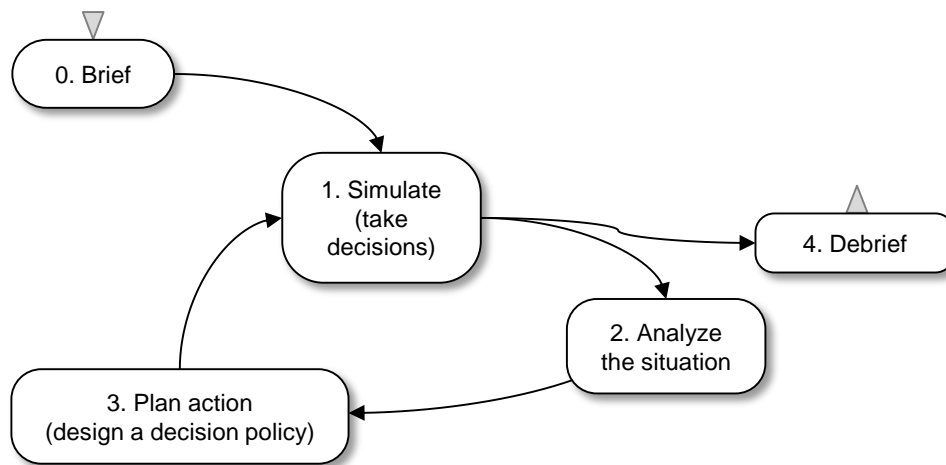 0. Brief
1. Simulate
(take
decisions)
4. Debrief
2. Analyze
the situation
3. Plan action
(design a decision policy)